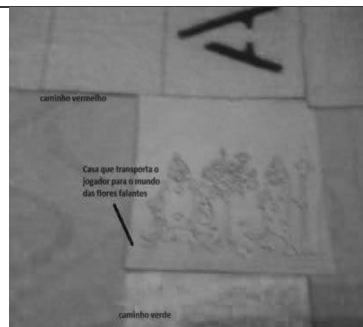 A
caminho vermelho
Casa que transporta o
jogador para o mundo
das flores falantes
caminho verde